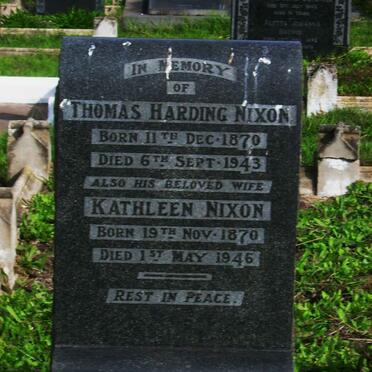 IN MEMORY
OF
THOMAS HARDING NIXON
BORN 11TH DEC. 1870
DIED 6TH SEPT. 1943
ALSO HIS BELOVED WIFE
KATHLEEN NIXON
BORN 19TH NOV. 1870
DIED 1ST MAY 1946
REST IN PEACE.